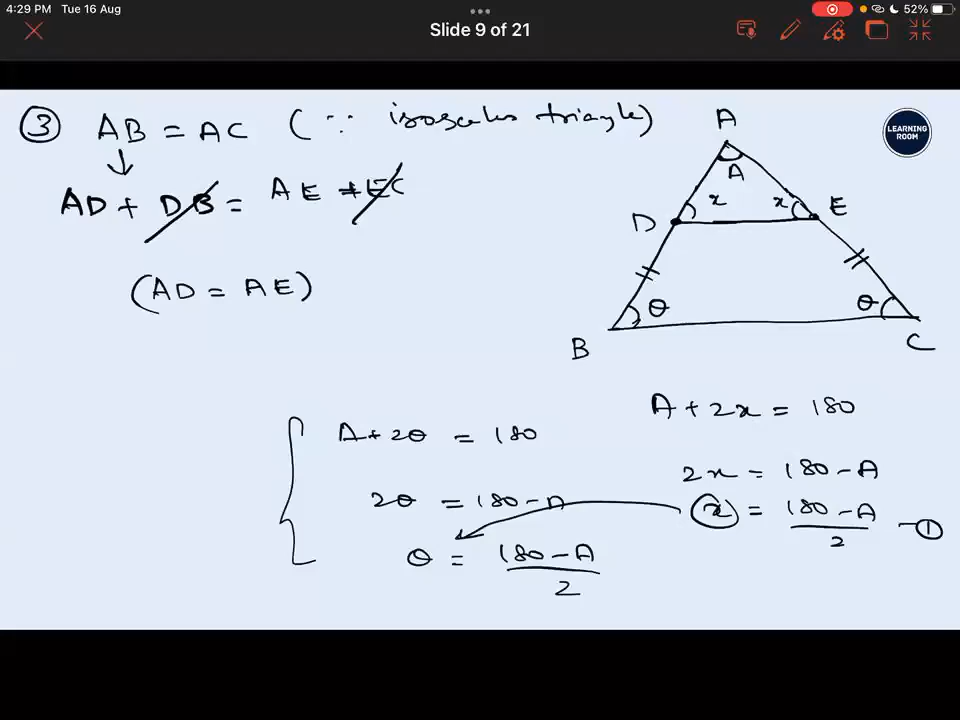 4:29 PM Tue 16 Aug
52%
Slide 9 of 21
③ AB = AC (∵ isosceles triangle)
AD + DB = AE + EC
(AD = AE)
LEARNING
ROOM
A
A
D x x E
θ θ
B C
A + 2x = 180
A + 2θ = 180
2x = 180 - A
2θ = 180 - A
x = 180 - A / 2 - ①
θ = 180 - A / 2